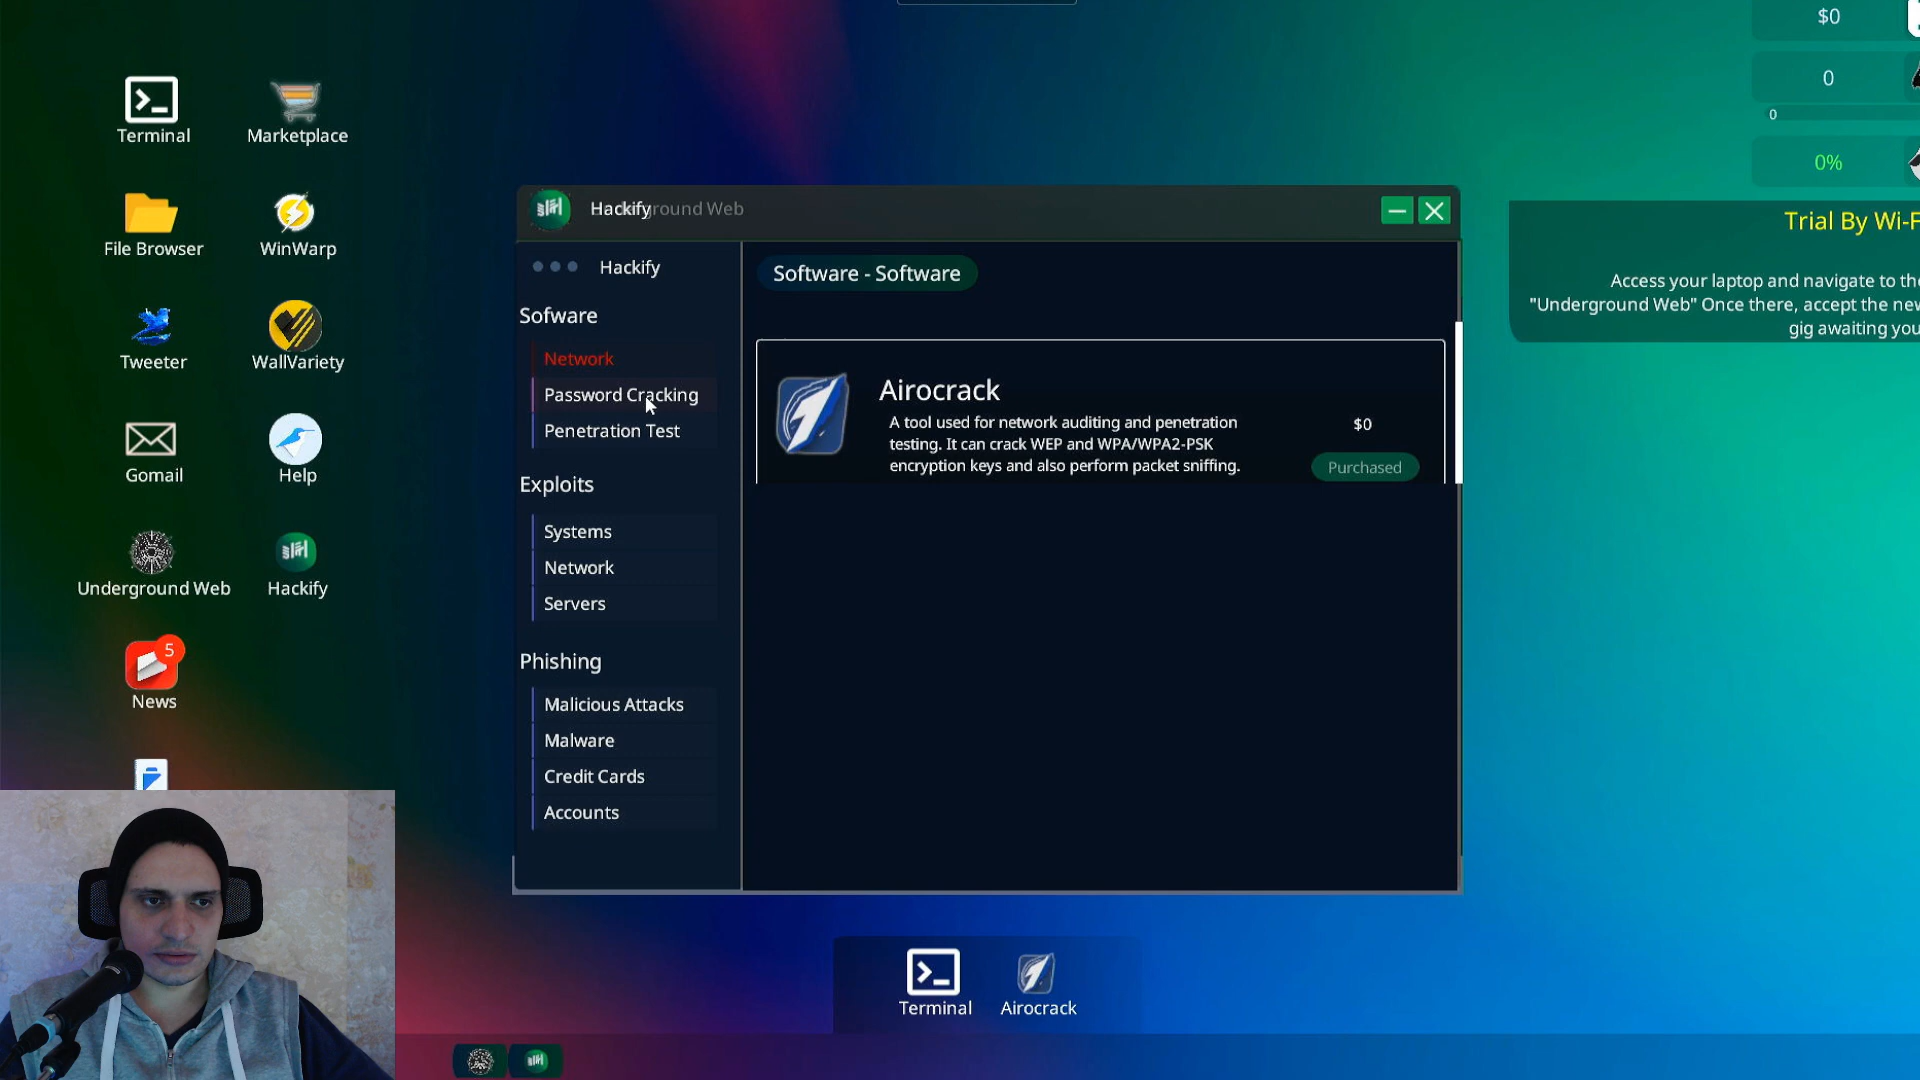 $0
0
0
0%
Terminal
Marketplace
File Browser
WinWarp
Tweeter
WallVariety
Gomail
Help
Underground Web
Hackify
5
News
Hackify
Underground Web
Hackify
Sofware
Network
Password Cracking
Penetration Test
Exploits
Systems
Network
Servers
Phishing
Malicious Attacks
Malware
Credit Cards
Accounts
Software - Software
Airocrack
A tool used for network auditing and penetration
testing. It can crack WEP and WPA/WPA2-PSK
encryption keys and also perform packet sniffing.
$0
Purchased
Trial By Wi-F
Access your laptop and navigate to the
"Underground Web" Once there, accept the new
gig awaiting you
Terminal
Airocrack